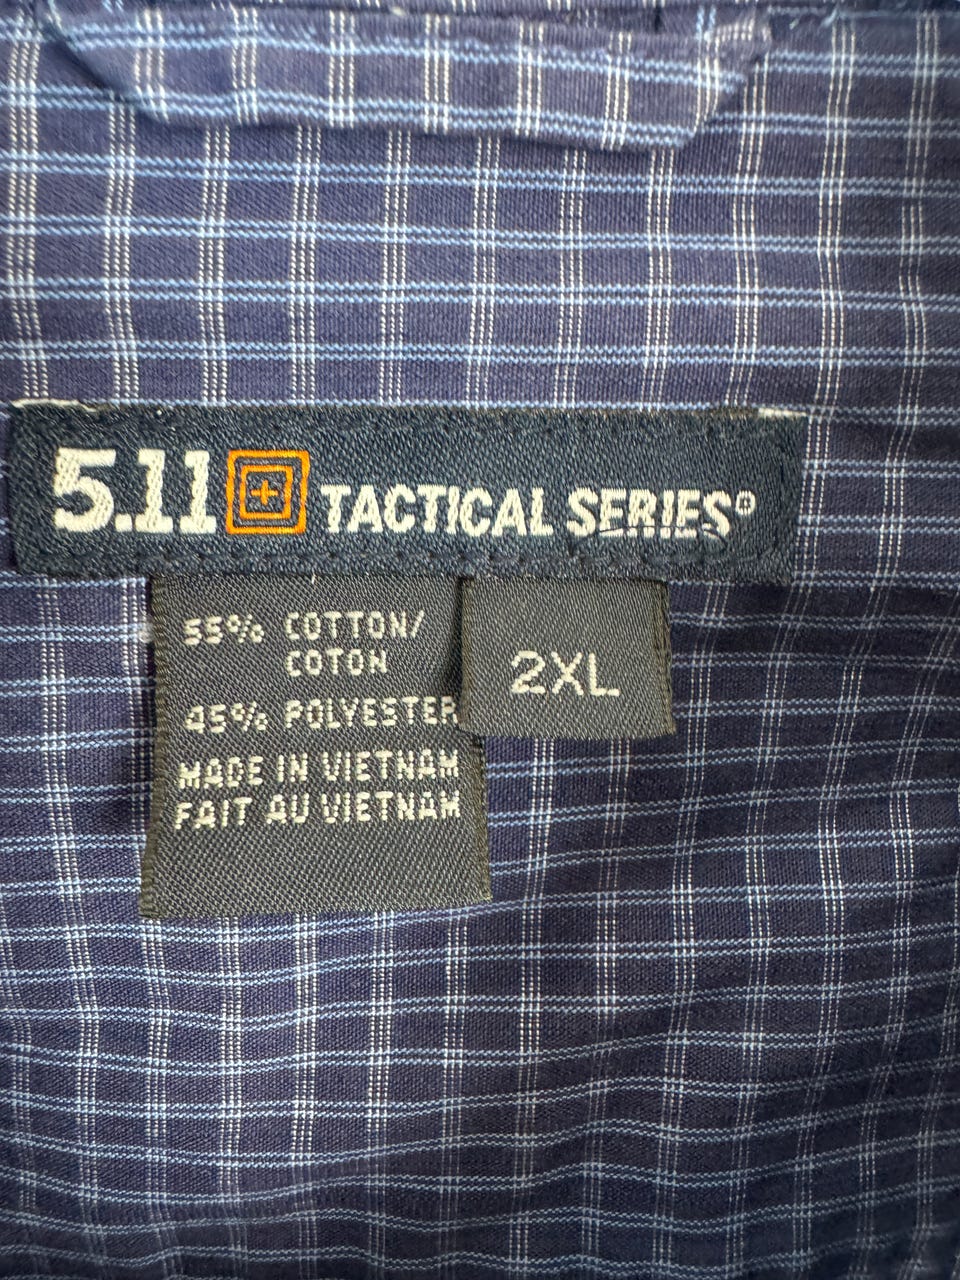 5.11 TACTICAL SERIES®
55% COTTON/
COTON
45% POLYESTER
MADE IN VIETNAM
FAIT AU VIETNAM
2XL